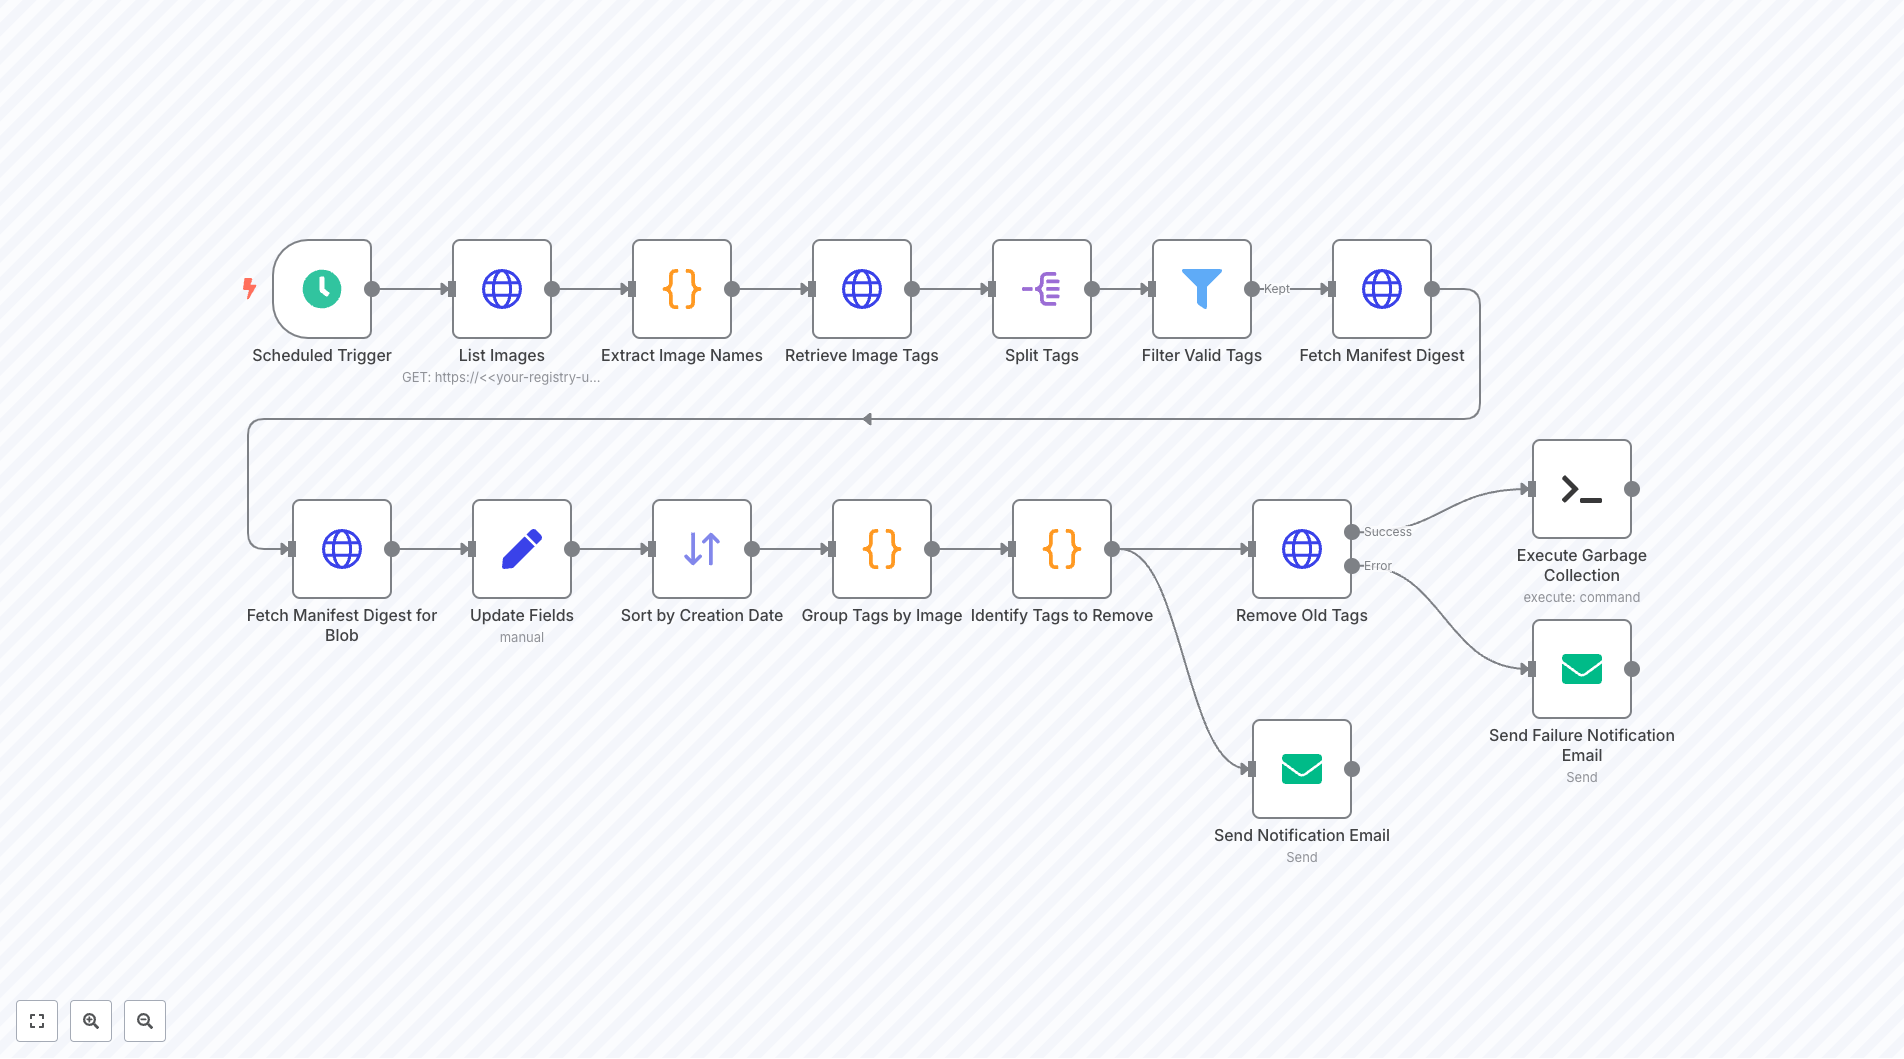 Kept
Scheduled Trigger
List Images
GET: https://<<your-registry-u...
Extract Image Names
Retrieve Image Tags
Split Tags
Filter Valid Tags
Fetch Manifest Digest
Fetch Manifest Digest for
Blob
Update Fields
manual
Sort by Creation Date
Group Tags by Image
Identify Tags to Remove
Remove Old Tags
Success
Error
Execute Garbage
Collection
execute: command
Send Failure Notification
Email
Send
Send Notification Email
Send